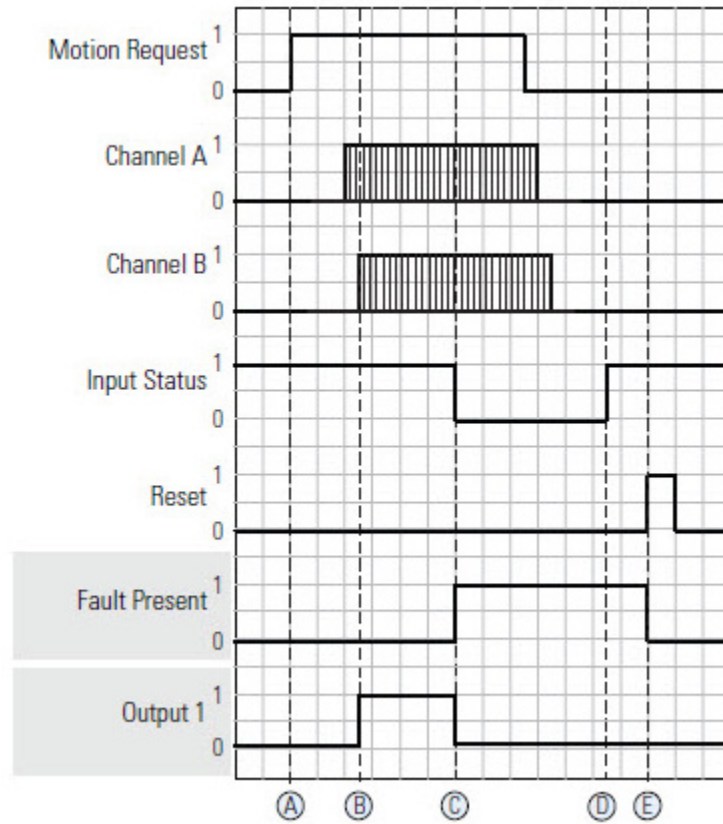 Motion Request 1
0
Channel A 1
0
Channel B 1
0
Input Status 1
0
Reset 1
0
Fault Present 1
0
Output 1 1
0
A B C D E